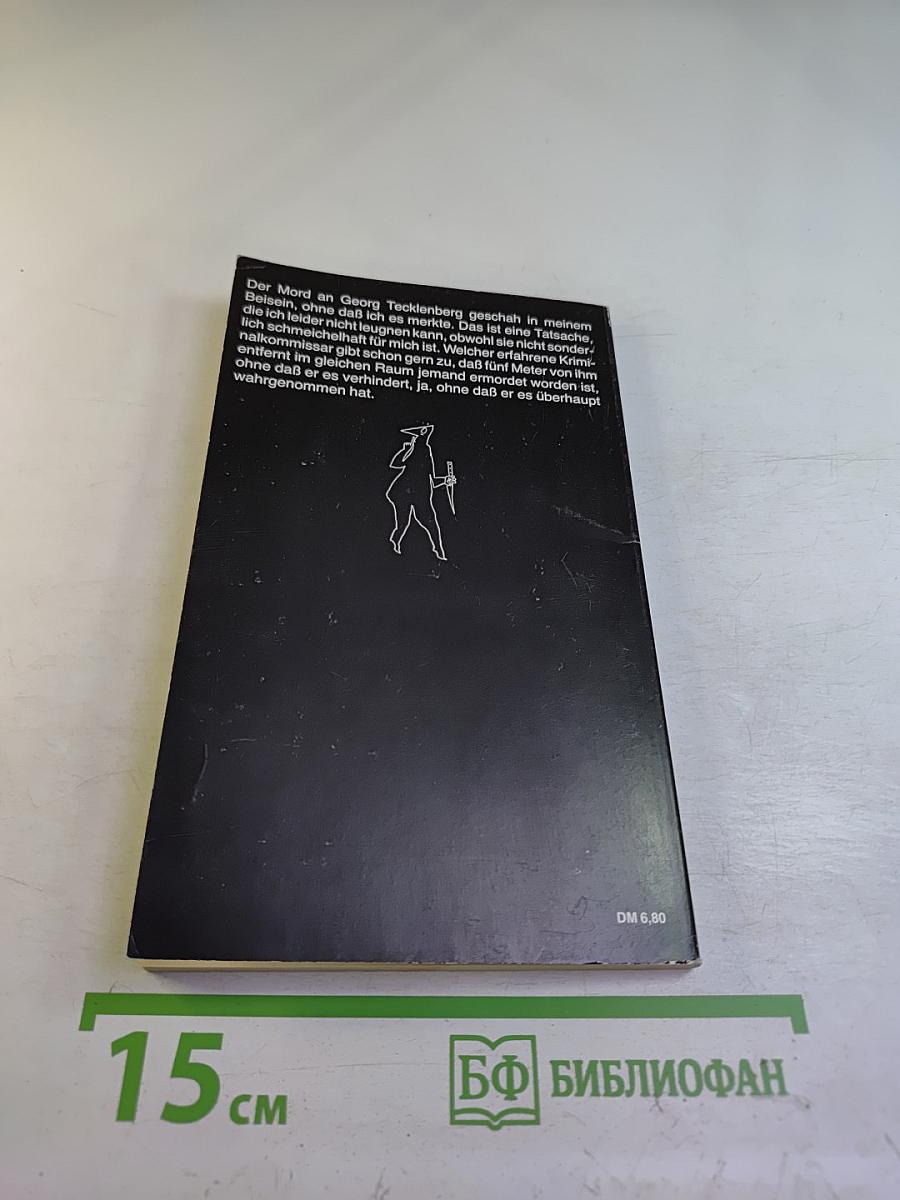 Der Mord an Georg Tecklenberg geschah in meinem
Beisein, ohne daß ich es merkte. Das ist eine Tatsache,
die ich leider nicht leugnen kann, obwohl sie nicht sonder-
lich schmeichelhaft für mich ist. Welcher erfahrene Krimi-
nalkommissar gibt schon gern zu, daß fünf Meter von ihm
entfernt im gleichen Raum jemand ermordet worden ist,
ohne daß er es verhindert, ja, ohne daß er es überhaupt
wahrgenommen hat.
DM 6,80
15 см
БФ БИБЛИОФАН